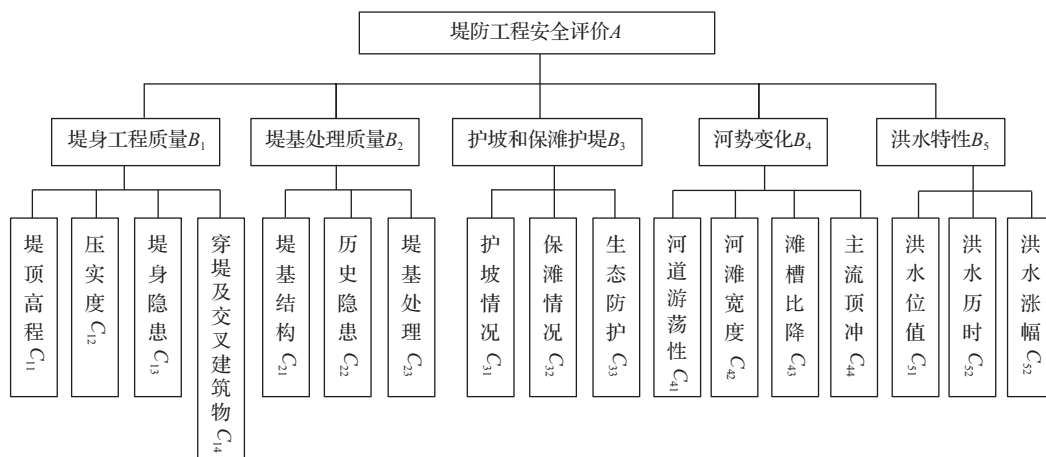 堤防工程安全评价A
堤身工程质量B₁
堤基处理质量B₂
护坡和保滩护堤B₃
河势变化B₄
洪水特性B₅
堤顶高程C₁₁
压实度C₁₂
堤身隐患C₁₃
穿堤及交叉建筑物C₁₄
堤基结构C₂₁
历史隐患C₂₂
堤基处理C₂₃
护坡情况C₃₁
保滩情况C₃₂
生态防护C₃₃
河道游荡性C₄₁
河滩宽度C₄₂
滩槽比降C₄₃
主流顶冲C₄₄
洪水位值C₅₁
洪水历时C₅₂
洪水涨幅C₅₂